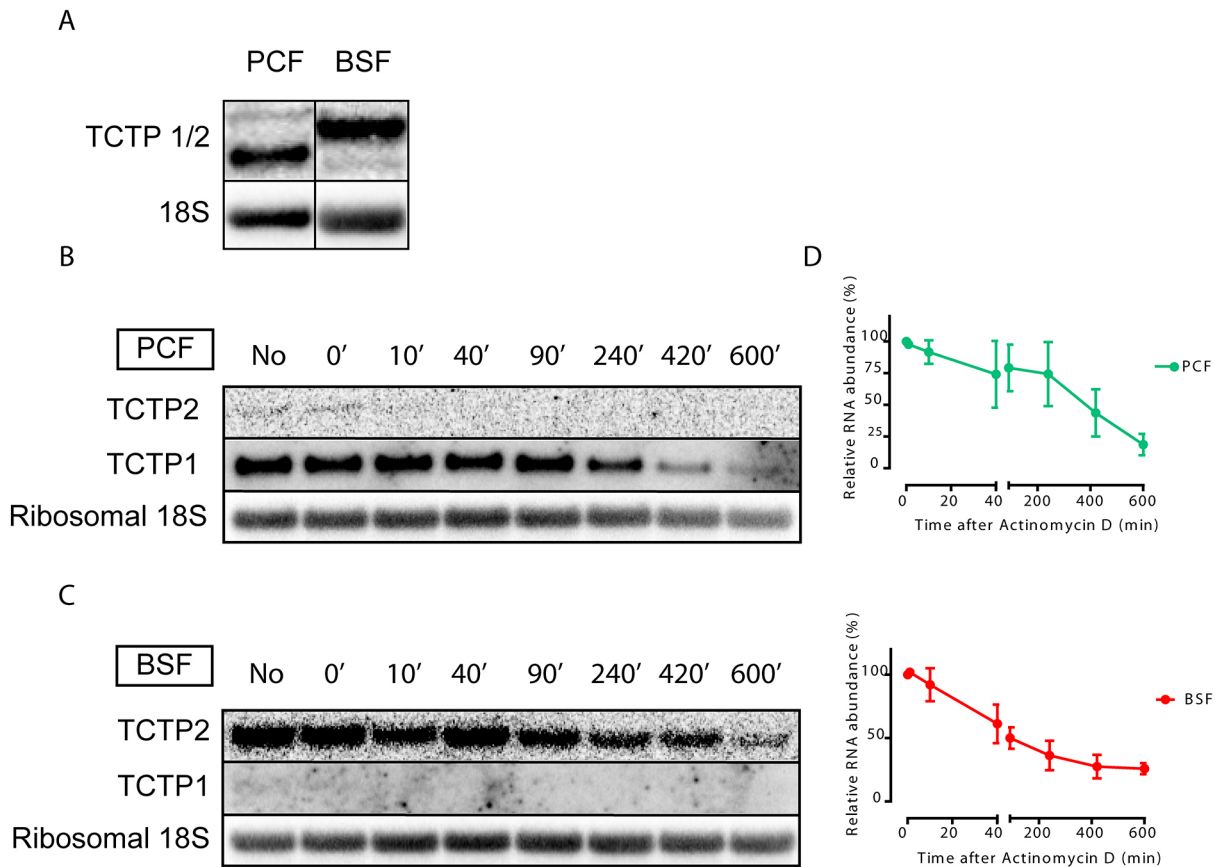 A
PCF BSF
TCTP 1/2
18S
B
PCF
No 0′ 10′ 40′ 90′ 240′ 420′ 600′
TCTP2
TCTP1
Ribosomal 18S
C
BSF
No 0′ 10′ 40′ 90′ 240′ 420′ 600′
TCTP2
TCTP1
Ribosomal 18S
D
Relative RNA abundance (%)
100
75
50
25
0
0 20 40 200 400 600
Time after Actinomycin D (min)
PCF
Relative RNA abundance (%)
100
50
0
0 20 40 200 400 600
Time after Actinomycin D (min)
BSF